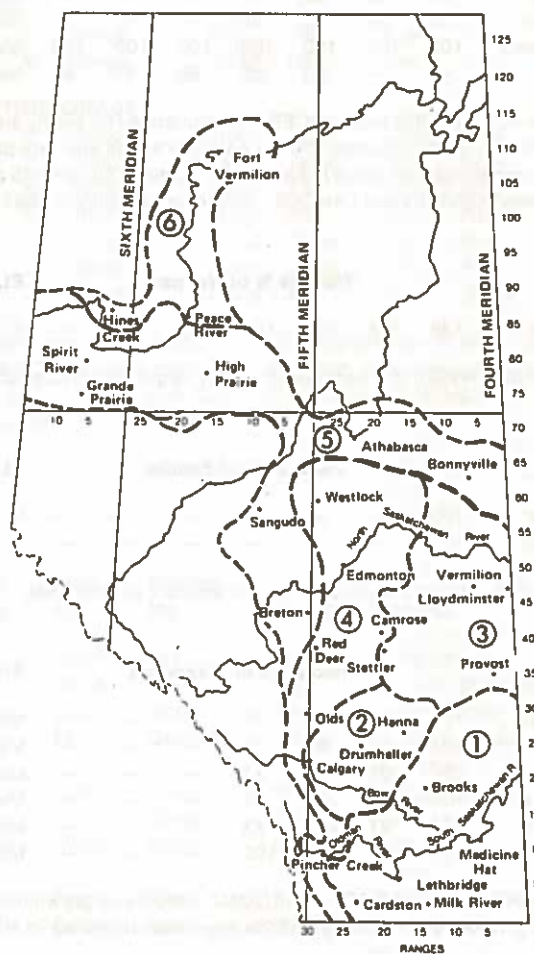 125
120
115
110
105
100
95
90
85
80
75
70
65
60
55
50
45
40
35
30
25
20
15
10
5
SIXTH MERIDIAN
FIFTH MERIDIAN
FOURTH MERIDIAN
Fort
Vermilion
6
Hines
Creek
Peace
River
Spirit
River
High
Prairie
Grande
Prairie
10 5 20 15 10 5 25 20 15 10 5
5
Athabasca
Bonnyville
Westlock
Sangudo
North Saskatchewan River
Edmonton
Vermilion
Lloydminster
Breton
4
Camrose
3
Red
Deer
Stettler
Provost
Olds
2
Hanna
1
Drumheller
Calgary
Bow River
Brooks
South Saskatchewan R.
Oldman R.
Pincher Creek
Medicine
Hat
Lethbridge
Cardston
Milk River
30 25 20 15 10 5
RANGES